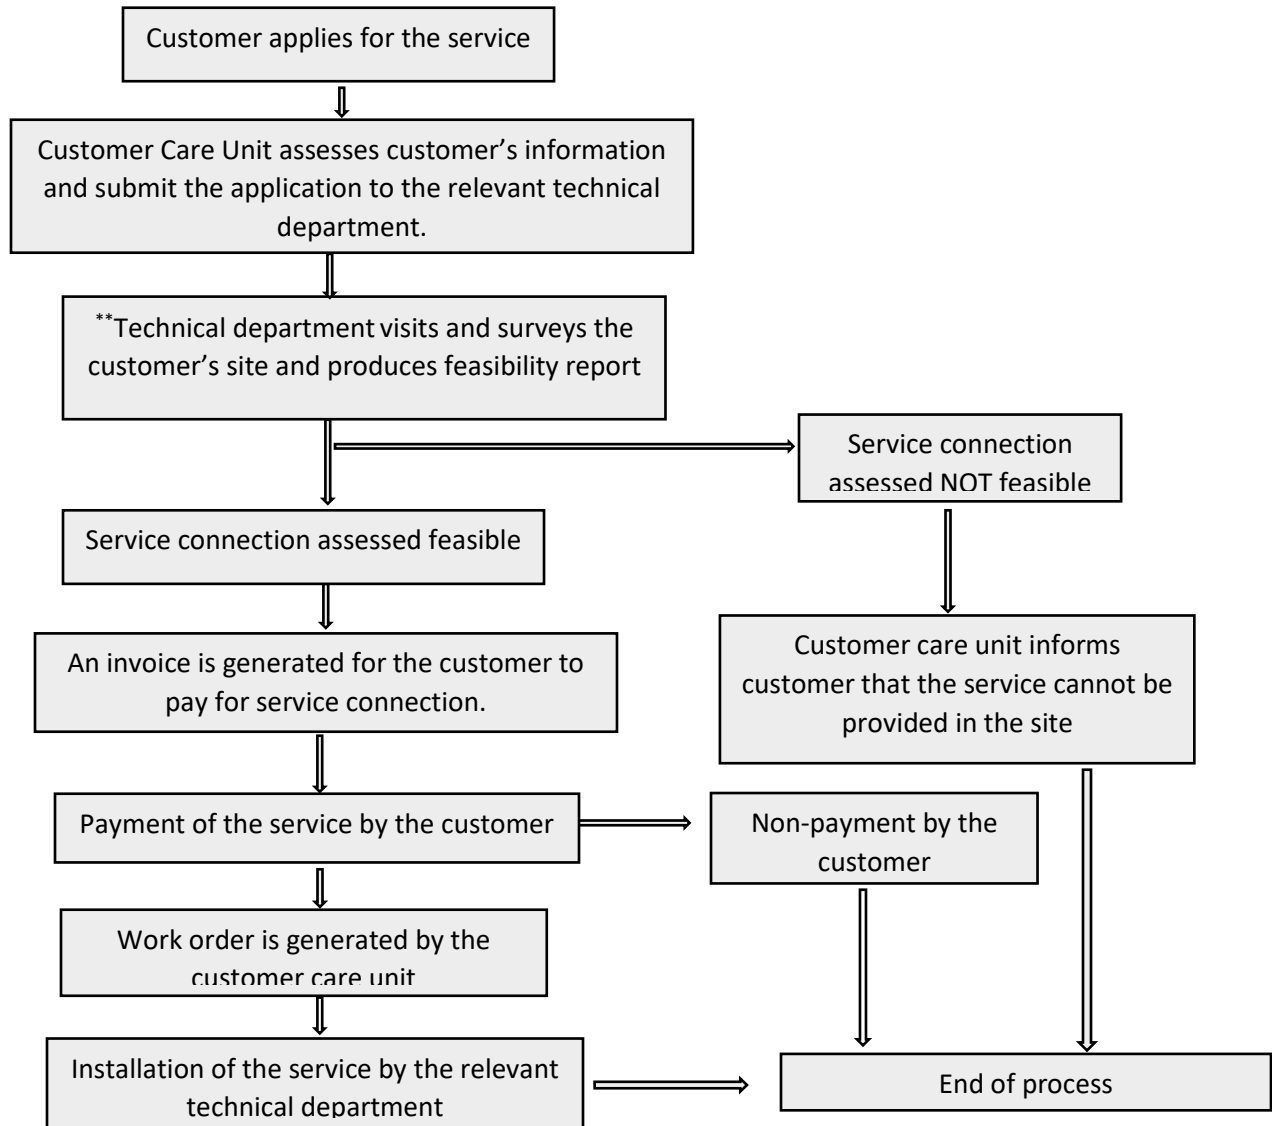 Customer applies for the service
Customer Care Unit assesses customer’s information
and submit the application to the relevant technical
department.
**Technical department visits and surveys the
customer’s site and produces feasibility report
Service connection
assessed NOT feasible
Service connection assessed feasible
An invoice is generated for the customer to
pay for service connection.
Customer care unit informs
customer that the service cannot be
provided in the site
Payment of the service by the customer
Non-payment by the
customer
Work order is generated by the
customer care unit
Installation of the service by the relevant
technical department
End of process